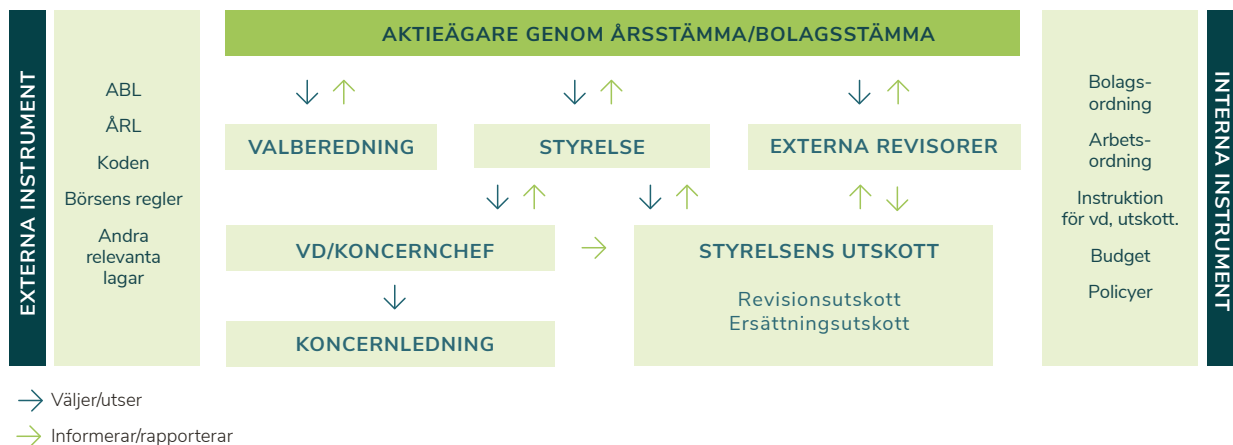 EXTERNA INSTRUMENT
ABL
ÅRL
Koden
Börsens regler
Andra
relevanta
lagar
AKTIEÄGARE GENOM ÅRSSTÄMMA/BOLAGSSTÄMMA
VALBEREDNING
STYRELSE
EXTERNA REVISORER
VD/KONCERNCHEF
STYRELSENS UTSKOTT
Revisionsutskott
Ersättningsutskott
KONCERNLEDNING
Bolags-
ordning
Arbets-
ordning
Instruktion
för vd, utskott.
Budget
Policyer
INTERNA INSTRUMENT
Väljer/utser
Informerar/rapporterar